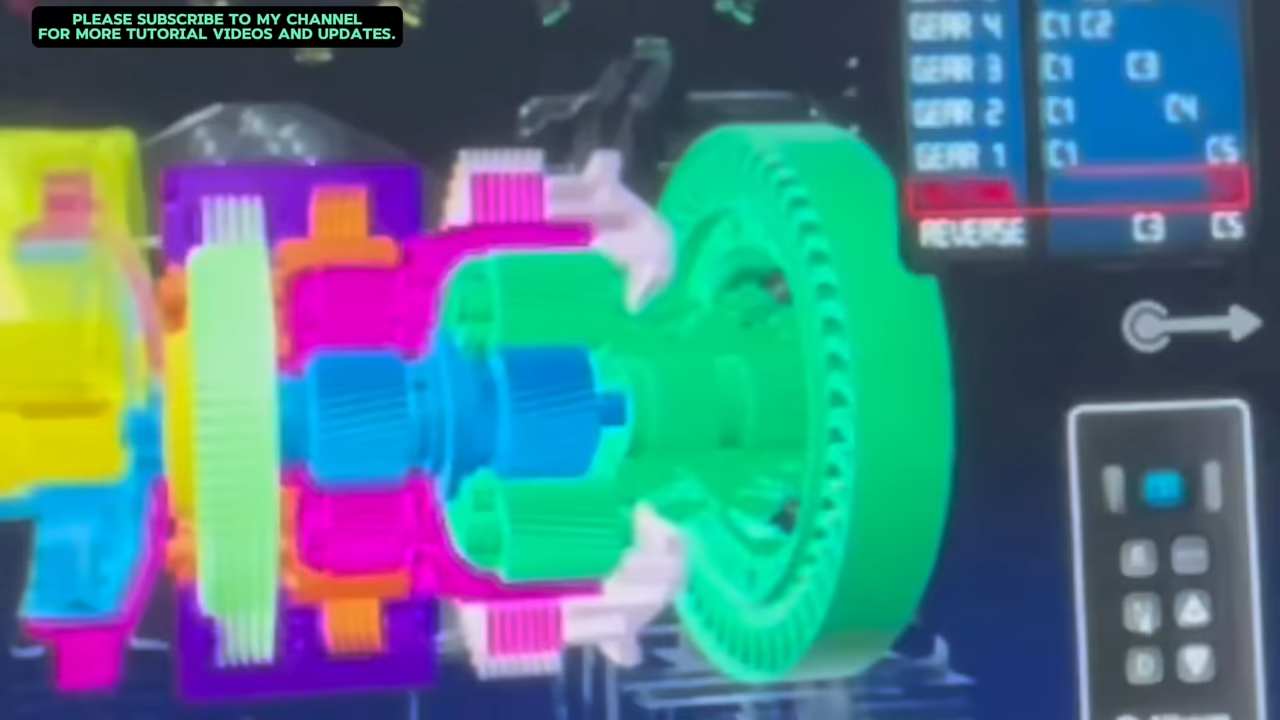 PLEASE SUBSCRIBE TO MY CHANNEL
FOR MORE TUTORIAL VIDEOS AND UPDATES.
GEAR 4 C1 C2
GEAR 3 C1 C3
GEAR 2 C1 C4
GEAR 1 C1 C5
REVERSE C3 C5
R
N
D